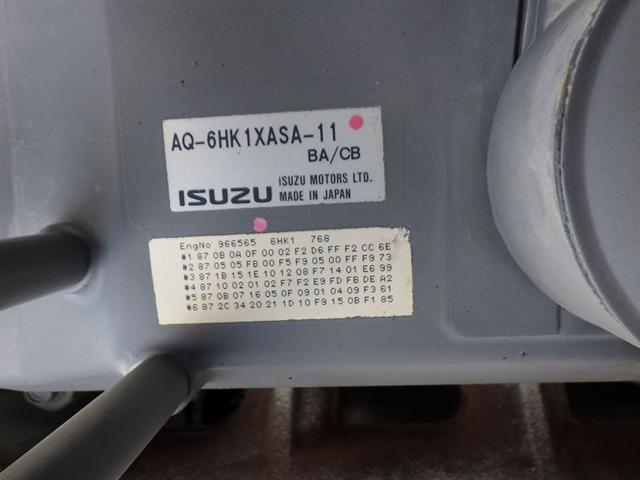 AQ-6HK1XASA-11
BA/CB
ISUZU ISUZU MOTORS LTD.
MADE IN JAPAN
EngNo 966565 6HK1 768
#1 87 0B 0A 0F 00 02 F2 D6 FF F2 CC 6E
#2 87 05 05 FB 00 F5 F9 05 00 FF F9 73
#3 87 1B 15 1E 10 12 08 F7 14 01 E6 99
#4 87 10 02 01 02 F7 F2 E9 FD FB DE A2
#5 87 0B 07 16 05 0F 09 01 04 09 F3 61
#6 87 2C 34 20 21 1D 10 F9 15 0B F1 85